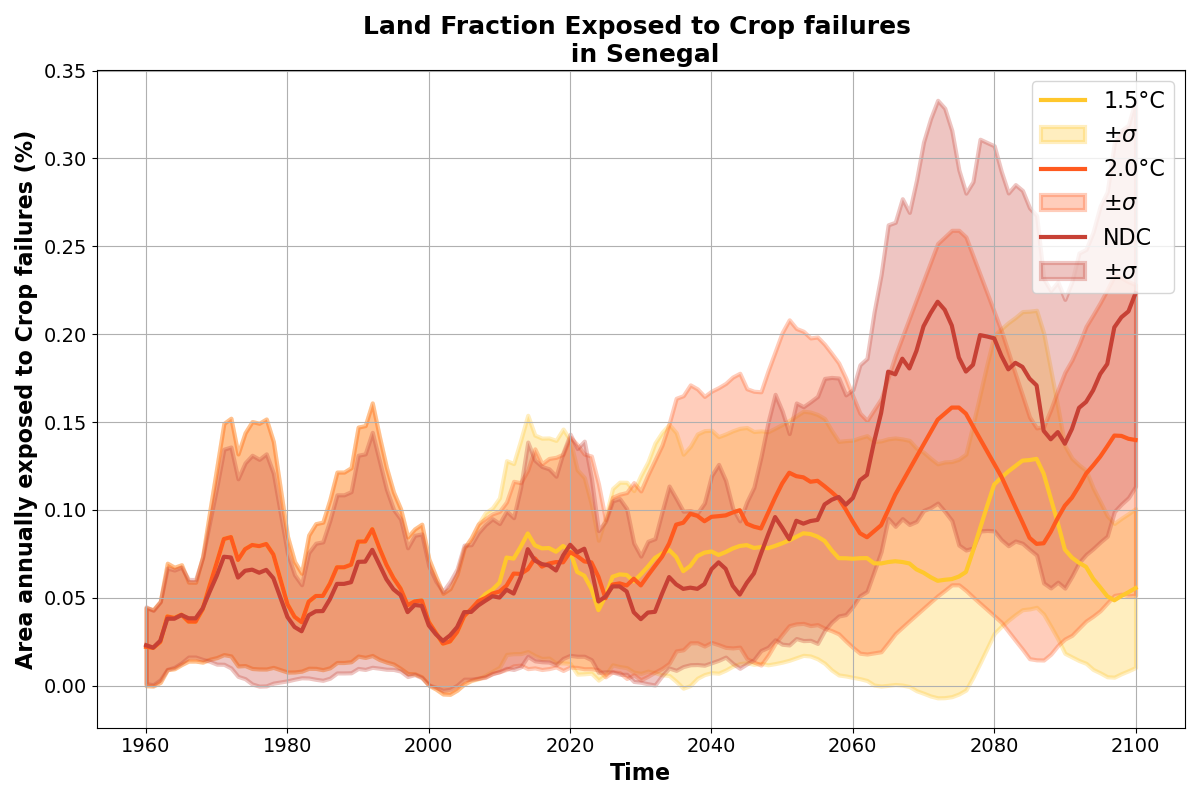 Land Fraction Exposed to Crop failures
in Senegal
Area annually exposed to Crop failures (%)
0.35
0.30
0.25
0.20
0.15
0.10
0.05
0.00
1960
1980
2000
2020
2040
2060
2080
2100
Time
1.5°C
±σ
2.0°C
±σ
NDC
±σ